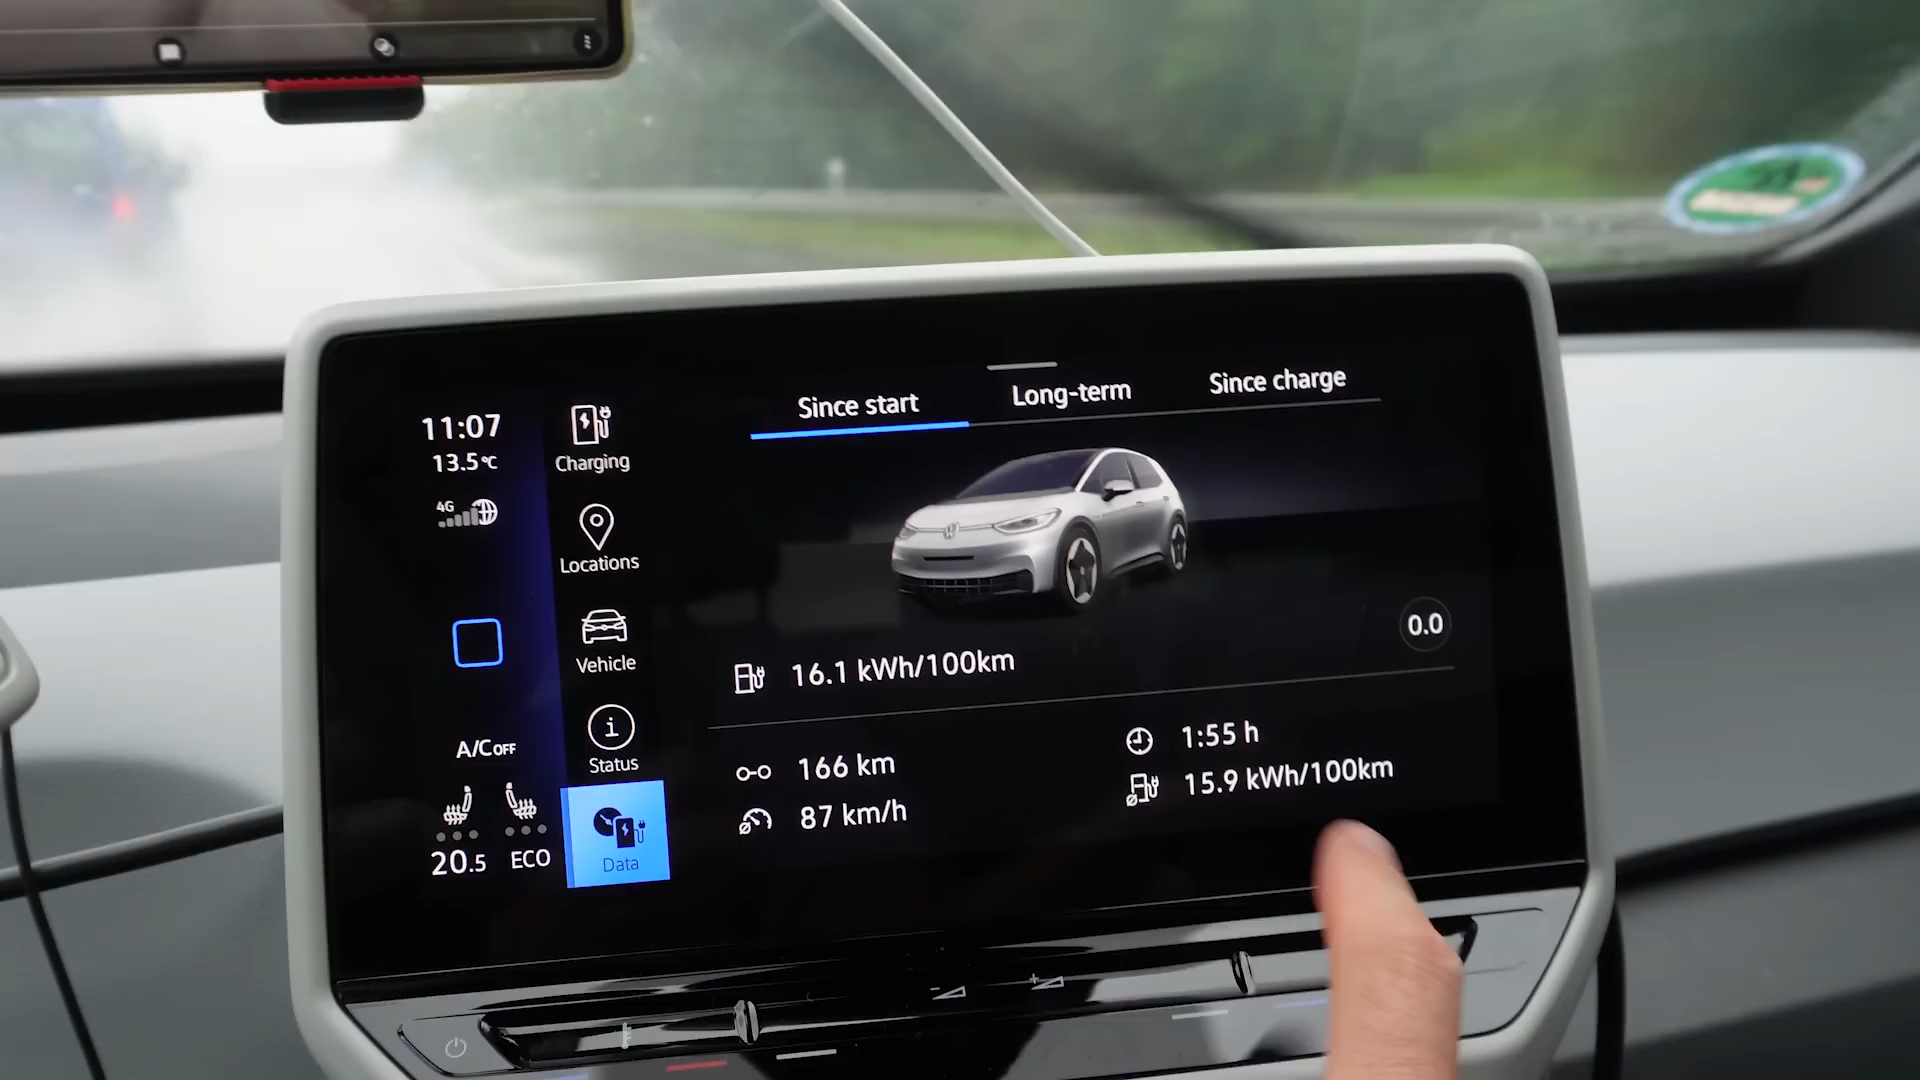 11:07
13.5°C
4G
A/C OFF
20.5
ECO
Charging
Locations
Vehicle
Status
Data
Since start
Long-term
Since charge
0.0
16.1 kWh/100km
166 km
87 km/h
1:55 h
15.9 kWh/100km